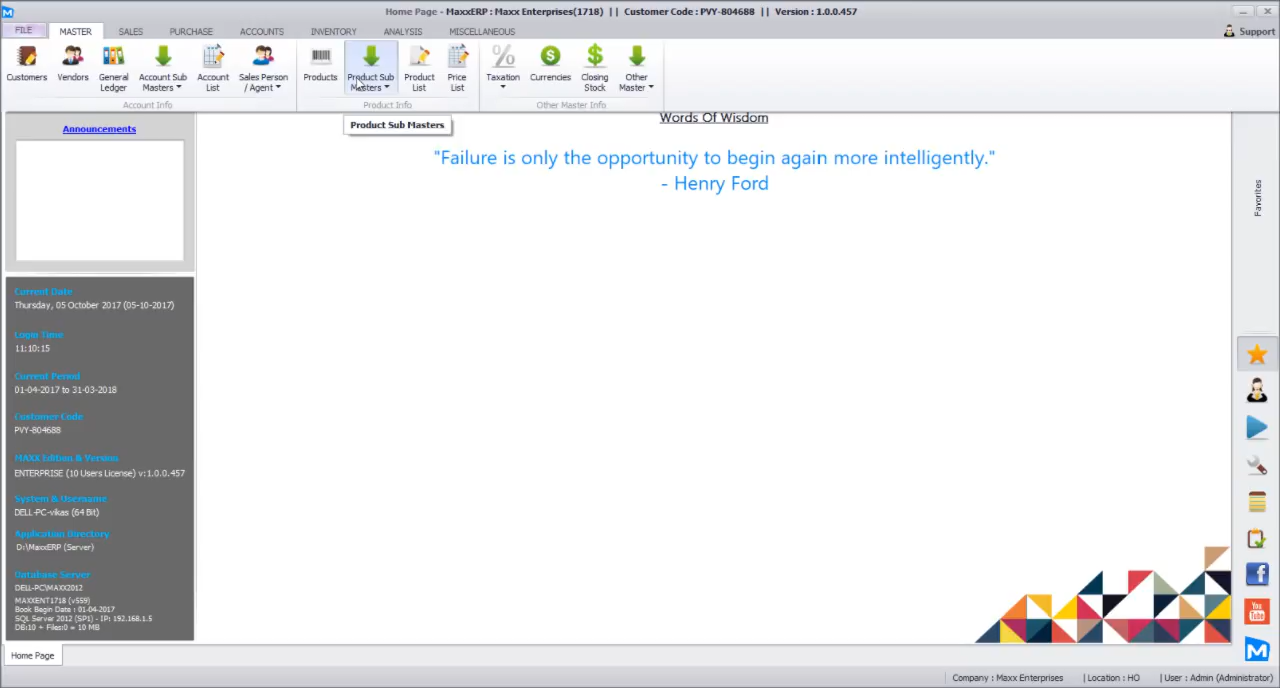 Home Page - MaxxERP : Maxx Enterprises(1718) || Customer Code : PVY-804688 || Version : 1.0.0.457
FILE MASTER SALES PURCHASE ACCOUNTS INVENTORY ANALYSIS MISCELLANEOUS Support
Customers Vendors General Ledger Account Sub Masters Account List Sales Person / Agent Products Product Sub Masters Product List Price List Taxation Currencies Closing Stock Other Master
Account Info Product Info Other Master Info
Product Sub Masters
Announcements
Words Of Wisdom
"Failure is only the opportunity to begin again more intelligently."
- Henry Ford
Favorites
Current Date
Thursday, 05 October 2017 (05-10-2017)
Login Time
11:10:15
Current Period
01-04-2017 to 31-03-2018
Customer Code
PVY-804688
MAXX Edition & Version
ENTERPRISE (10 Users License) v:1.0.0.457
System & Username
DELL-PC-vikas (64 Bit)
Application Directory
D:\MaxxERP (Server)
Database Server
DELL-PC\MAXX2012
MAXXENT1718 (v559)
Book Begin Date : 01-04-2017
SQL Server 2012 (SP1) - IP: 192.168.1.5
DB:10 + Files:0 = 10 MB
You
Tube
Home Page
Company : Maxx Enterprises | Location : HO | User : Admin (Administrator)